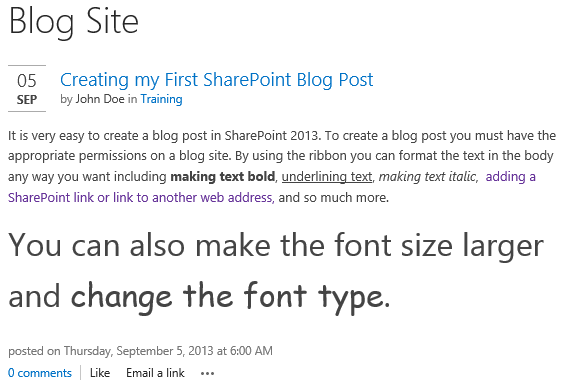 Blog Site
05
SEP
Creating my First SharePoint Blog Post
by John Doe in Training
It is very easy to create a blog post in SharePoint 2013. To create a blog post you must have the
appropriate permissions on a blog site. By using the ribbon you can format the text in the body
any way you want including making text bold, underlining text, making text italic,  adding a
SharePoint link or link to another web address, and so much more.
You can also make the font size larger
and change the font type.
posted on Thursday, September 5, 2013 at 6:00 AM
0 comments | Like Email a link •••